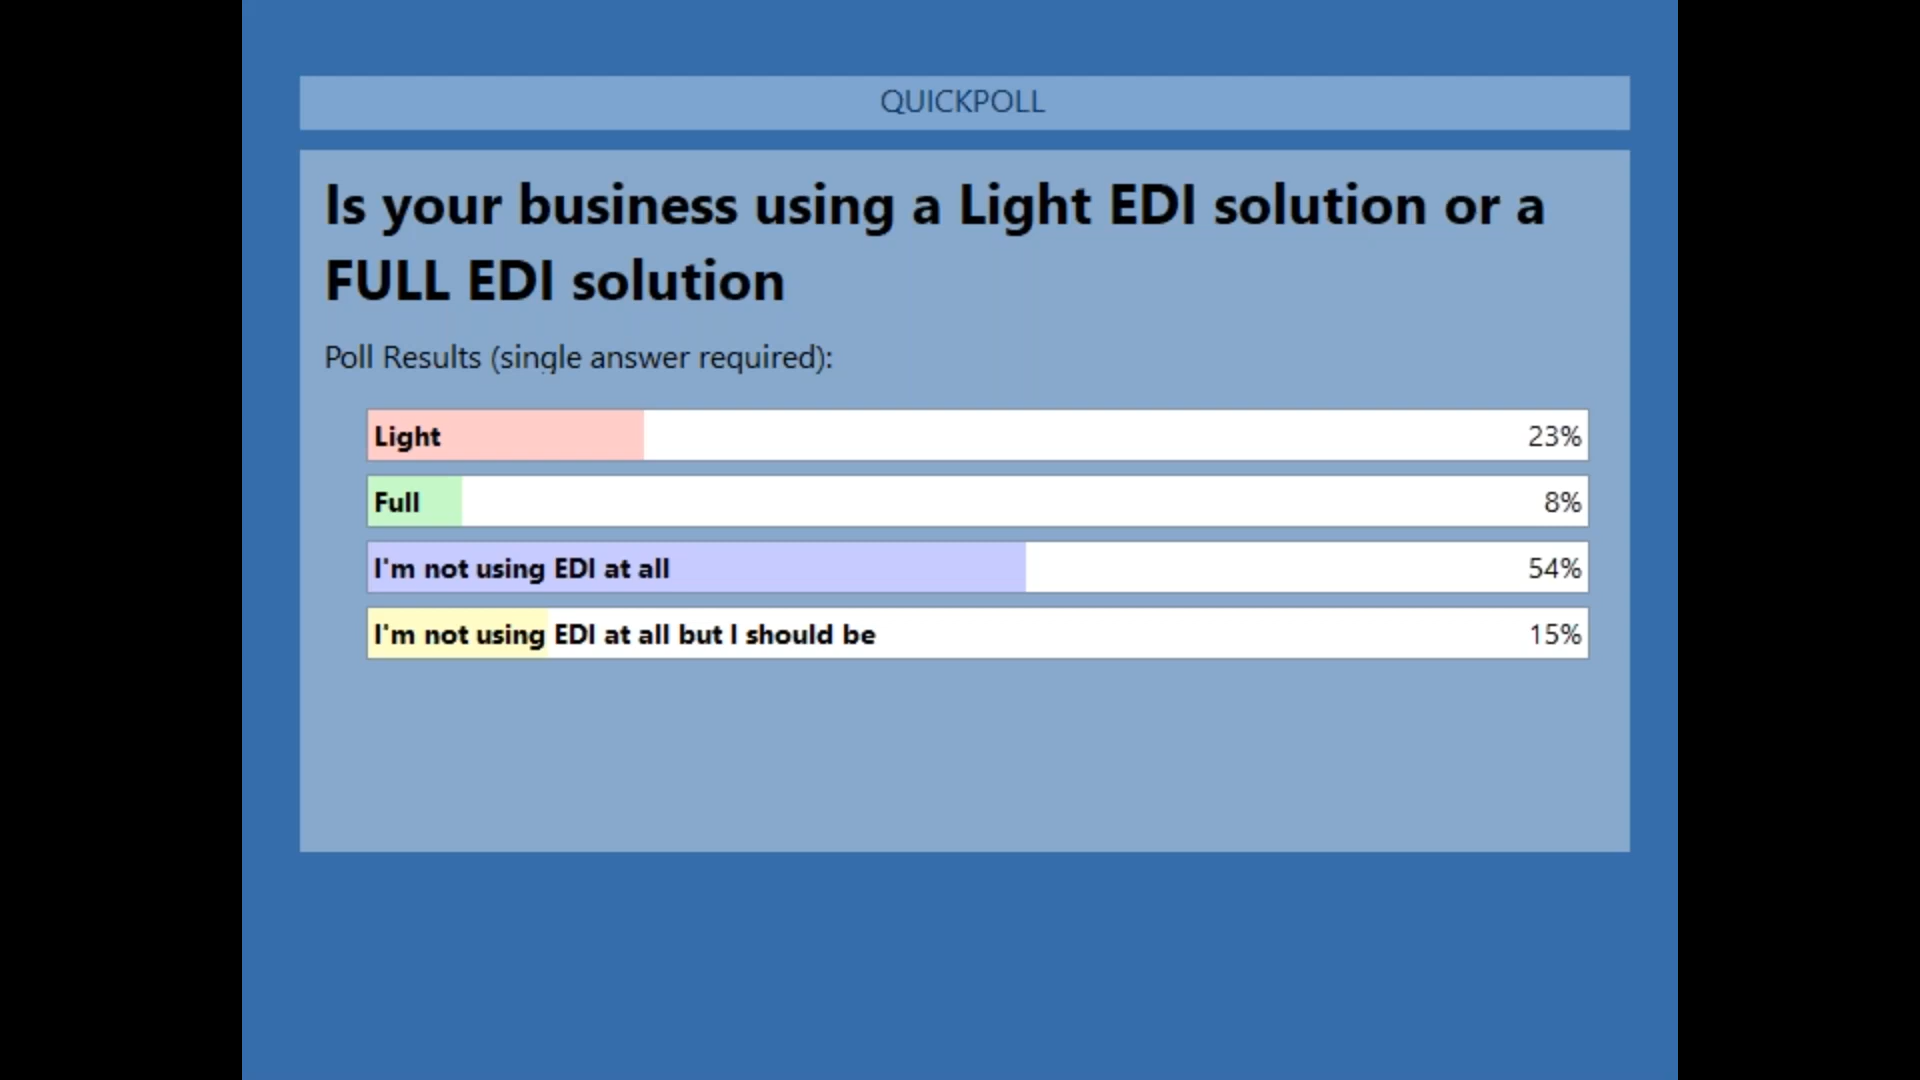 QUICKPOLL
Is your business using a Light EDI solution or a
FULL EDI solution
Poll Results (single answer required):
Light 23%
Full 8%
I'm not using EDI at all 54%
I'm not using EDI at all but I should be 15%